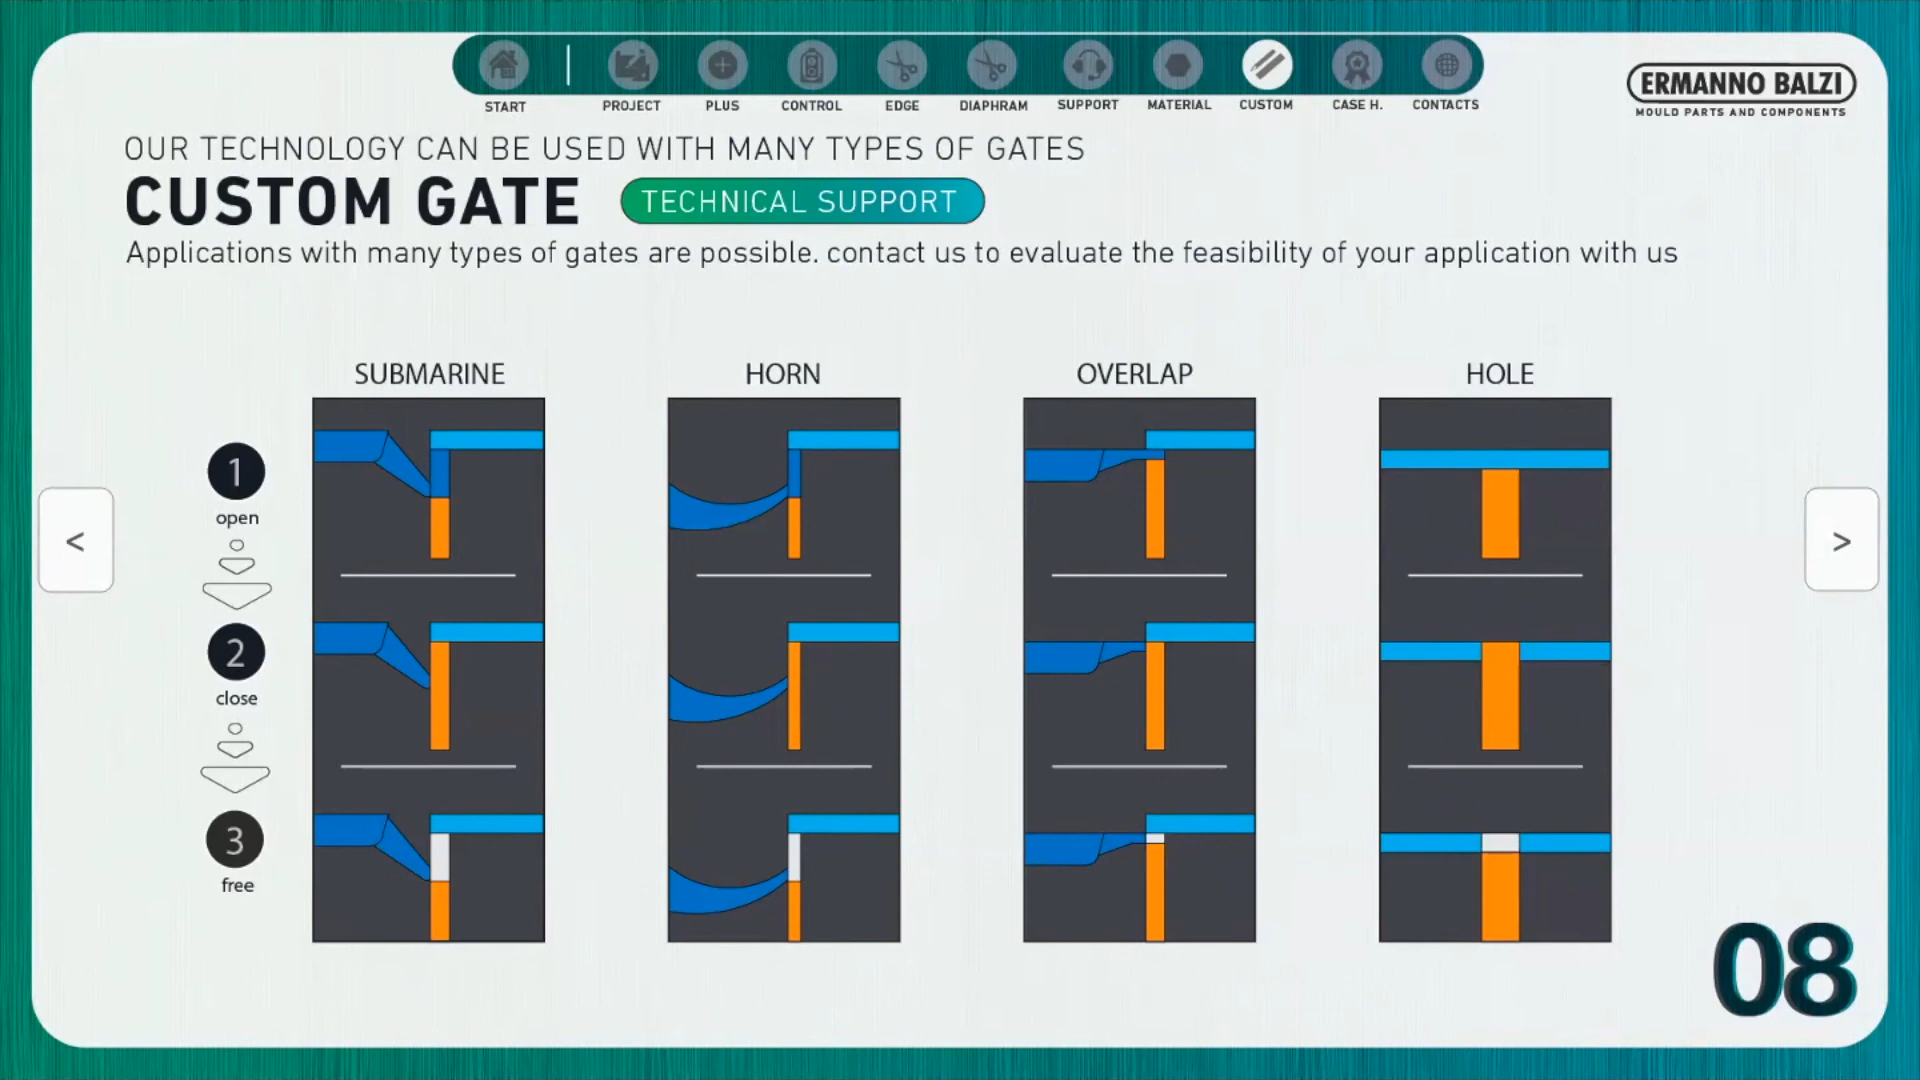 START
PROJECT
PLUS
CONTROL
EDGE
DIAPHRAM
SUPPORT
MATERIAL
CUSTOM
CASE H.
CONTACTS
ERMANNO BALZI
MOULD PARTS AND COMPONENTS
OUR TECHNOLOGY CAN BE USED WITH MANY TYPES OF GATES
CUSTOM GATE
TECHNICAL SUPPORT
Applications with many types of gates are possible. contact us to evaluate the feasibility of your application with us
SUBMARINE
HORN
OVERLAP
HOLE
1
open
<
>
2
close
3
free
08